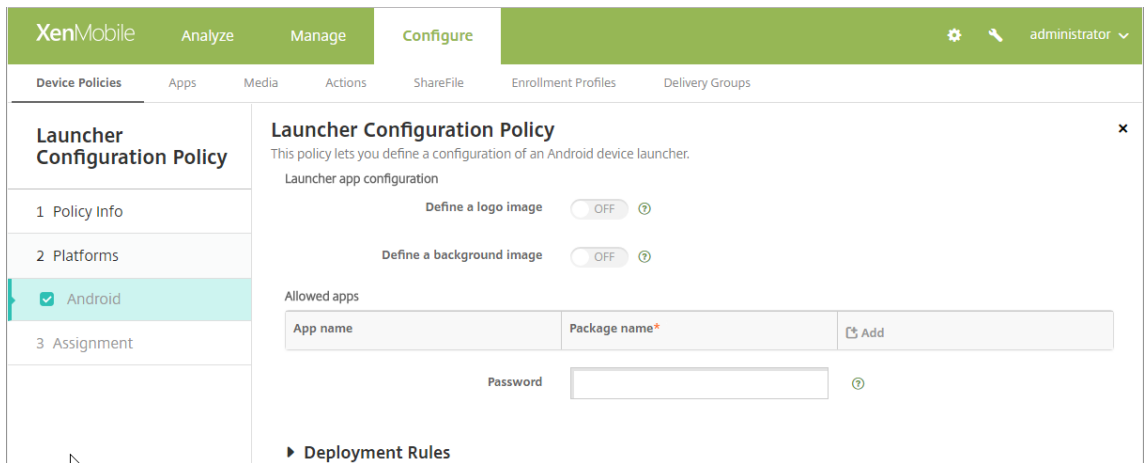 XenMobile Analyze Manage Configure administrator
Device Policies Apps Media Actions ShareFile Enrollment Profiles Delivery Groups
Launcher
Configuration Policy
1 Policy Info
2 Platforms
Android
3 Assignment
Launcher Configuration Policy
This policy lets you define a configuration of an Android device launcher.
Launcher app configuration
Define a logo image OFF ?
Define a background image OFF ?
Allowed apps
App name Package name* Add
Password ?
Deployment Rules